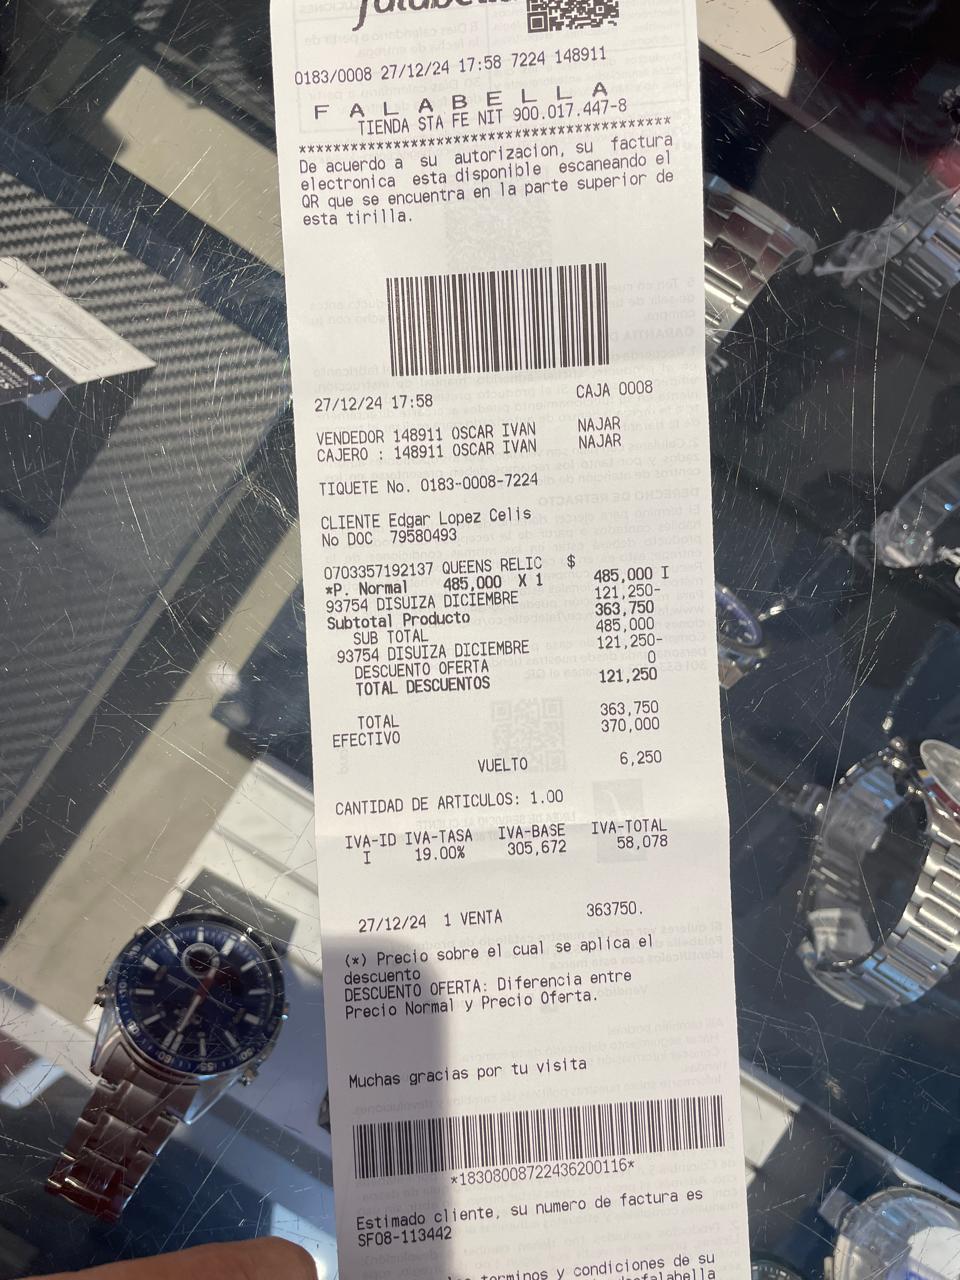 0183/0008 27/12/24 17:58 7224 148911
F A L A B E L L A
TIENDA STA FE NIT 900.017.447-8
******************************************
De acuerdo a su autorizacion, su factura
electronica esta disponible escaneando el
QR que se encuentra en la parte superior de
esta tirilla.
27/12/24 17:58 CAJA 0008
VENDEDOR 148911 OSCAR IVAN NAJAR
CAJERO : 148911 OSCAR IVAN NAJAR
TIQUETE No. 0183-0008-7224
CLIENTE Edgar Lopez Celis
No DOC 79580493
0703357192137 QUEENS RELIC $
*P. Normal 485,000 X 1 485,000 I
93754 DISUIZA DICIEMBRE 121,250-
Subtotal Producto 363,750
SUB TOTAL 485,000
93754 DISUIZA DICIEMBRE 121,250-
DESCUENTO OFERTA 0
TOTAL DESCUENTOS 121,250
TOTAL 363,750
EFECTIVO 370,000
VUELTO 6,250
CANTIDAD DE ARTICULOS: 1.00
IVA-ID IVA-TASA IVA-BASE IVA-TOTAL
I 19.00% 305,672 58,078
27/12/24 1 VENTA 363750.
(*) Precio sobre el cual se aplica el
descuento
DESCUENTO OFERTA: Diferencia entre
Precio Normal y Precio Oferta.
Muchas gracias por tu visita
*18308008722436200116*
Estimado cliente, su numero de factura es
SF08-113442
terminos y condiciones de su